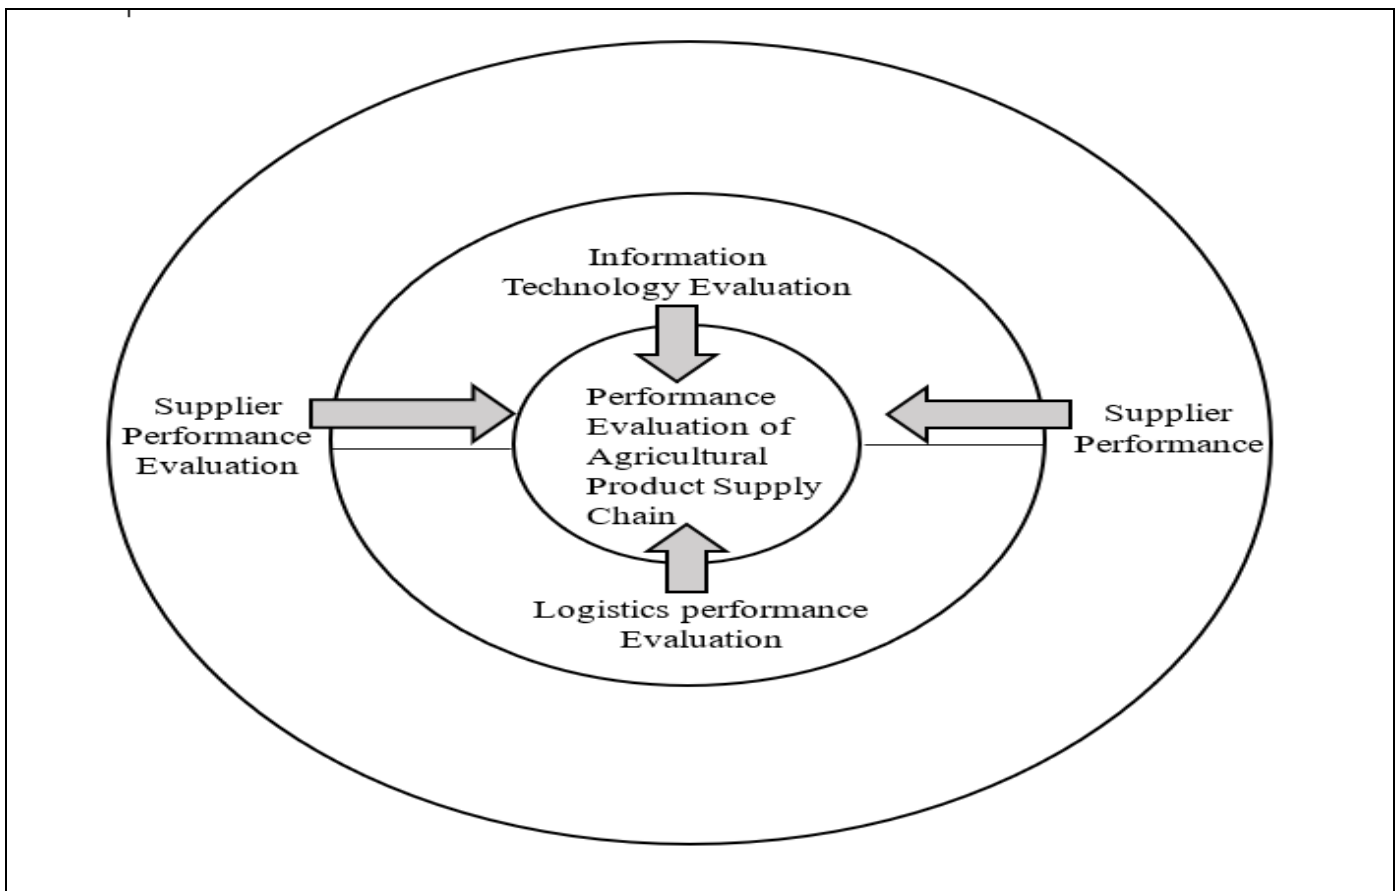 Information
Technology Evaluation
Supplier
Performance
Evaluation
Performance
Evaluation of
Agricultural
Product Supply
Chain
Supplier
Performance
Logistics performance
Evaluation